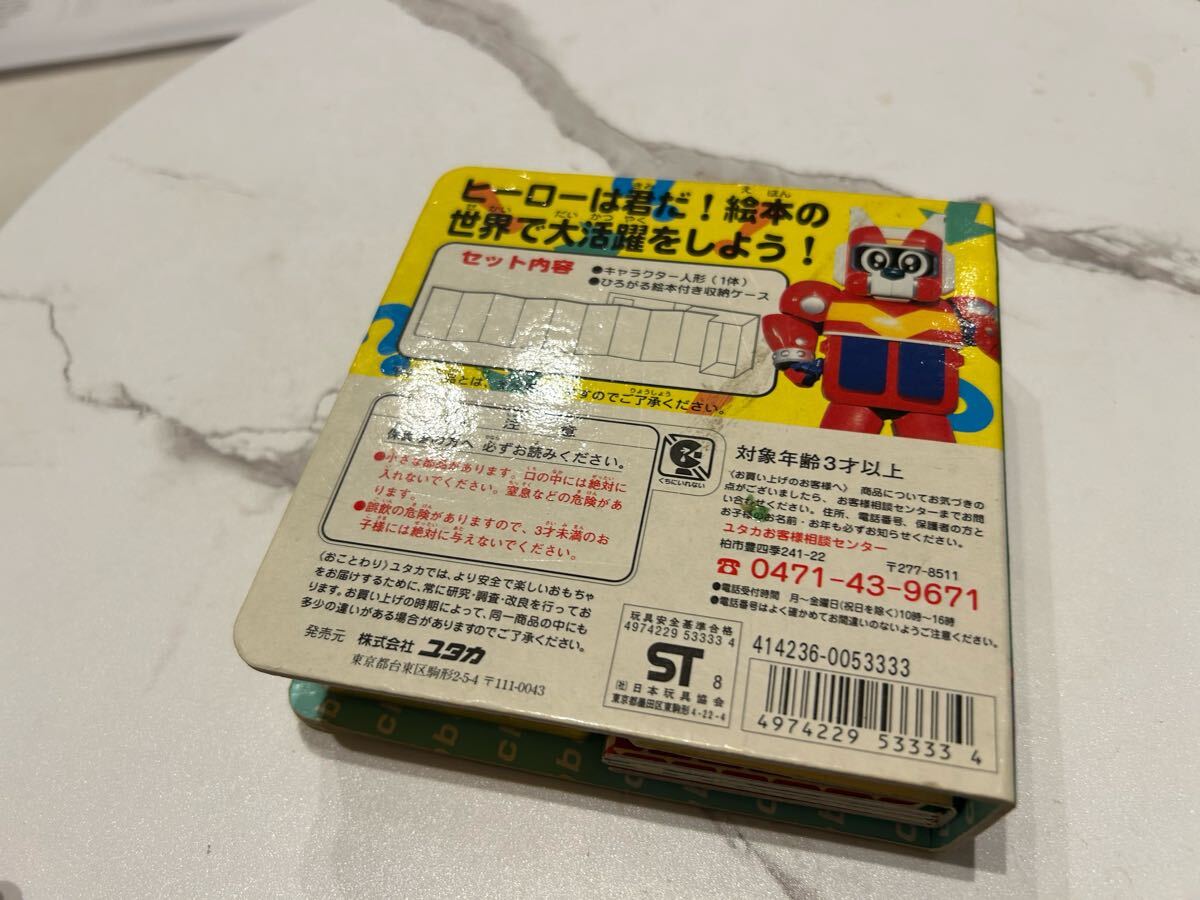 ヒーローは君だ！絵本の
世界で大活躍をしよう！
セット内容
●キャラクター人形（1体）
●ひろがる絵本付き収納ケース
すのでご了承ください。
注意
保護者の方へ 必ずお読みください。
●小さな部品があります。口の中には絶対に
入れないでください。窒息などの危険があ
ります。
●誤飲の危険がありますので、3才未満のお
子様には絶対に与えないでください。
くちにいれない
〈おことわり〉ユタカでは、より安全で楽しいおもちゃ
をお届けするために、常に研究・調査・改良を行ってお
ります。お買い上げの時期によって、同一商品の中にも
多少の違いがある場合がありますのでご了承ください。
発売元 株式会社 ユタカ
東京都台東区駒形2-5-4 〒111-0043
対象年齢3才以上
〈お買い上げのお客様へ〉 商品についてお気づきの
点がございましたら、お客様相談センターまでお問
い合わせください。住所、電話番号、保護者の方と
お子様のお名前・お年も必ずお知らせください。
ユタカお客様相談センター
柏市豊四季241-22 〒277-8511
☎ 0471-43-9671
●電話受付時間 月〜金曜日(祝日を除く)10時〜16時
●電話番号はよく確かめてお間違いのないようご注意ください。
玩具安全基準合格
4974229 53333 4
ST 8
(社)日本玩具協会
東京都墨田区東駒形4-22-4
414236-0053333
4974229 53333 4